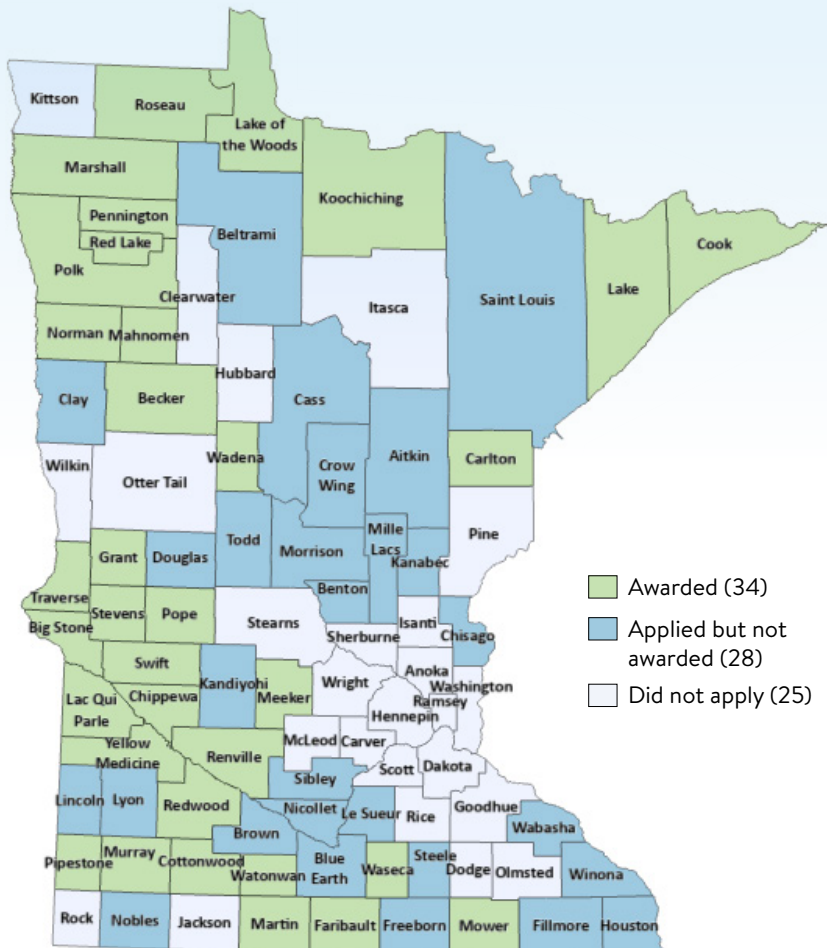 Kittson
Roseau
Lake of
the Woods
Marshall
Koochiching
Pennington
Beltrami
Red Lake
Cook
Polk
Clearwater
Lake
Saint Louis
Itasca
Norman
Mahnomen
Hubbard
Clay
Becker
Cass
Wadena
Aitkin
Carlton
Wilkin
Crow
Wing
Otter Tail
Mille
Lacs
Pine
Todd
Morrison
Grant
Douglas
Kanabec
Benton
Traverse
Stevens
Pope
Stearns
Isanti
Big Stone
Sherburne
Chisago
Swift
Anoka
Kandiyohi
Wright
Washington
Chippewa
Meeker
Ramsey
Lac Qui
Parle
Hennepin
McLeod
Carver
Yellow
Medicine
Renville
Scott
Dakota
Sibley
Lincoln
Lyon
Redwood
Nicollet
Le Sueur
Rice
Goodhue
Brown
Wabasha
Pipestone
Murray
Cottonwood
Watonwan
Blue
Earth
Waseca
Steele
Dodge
Olmsted
Winona
Rock
Nobles
Jackson
Martin
Faribault
Freeborn
Mower
Fillmore
Houston
Awarded (34)
Applied but not
awarded (28)
Did not apply (25)